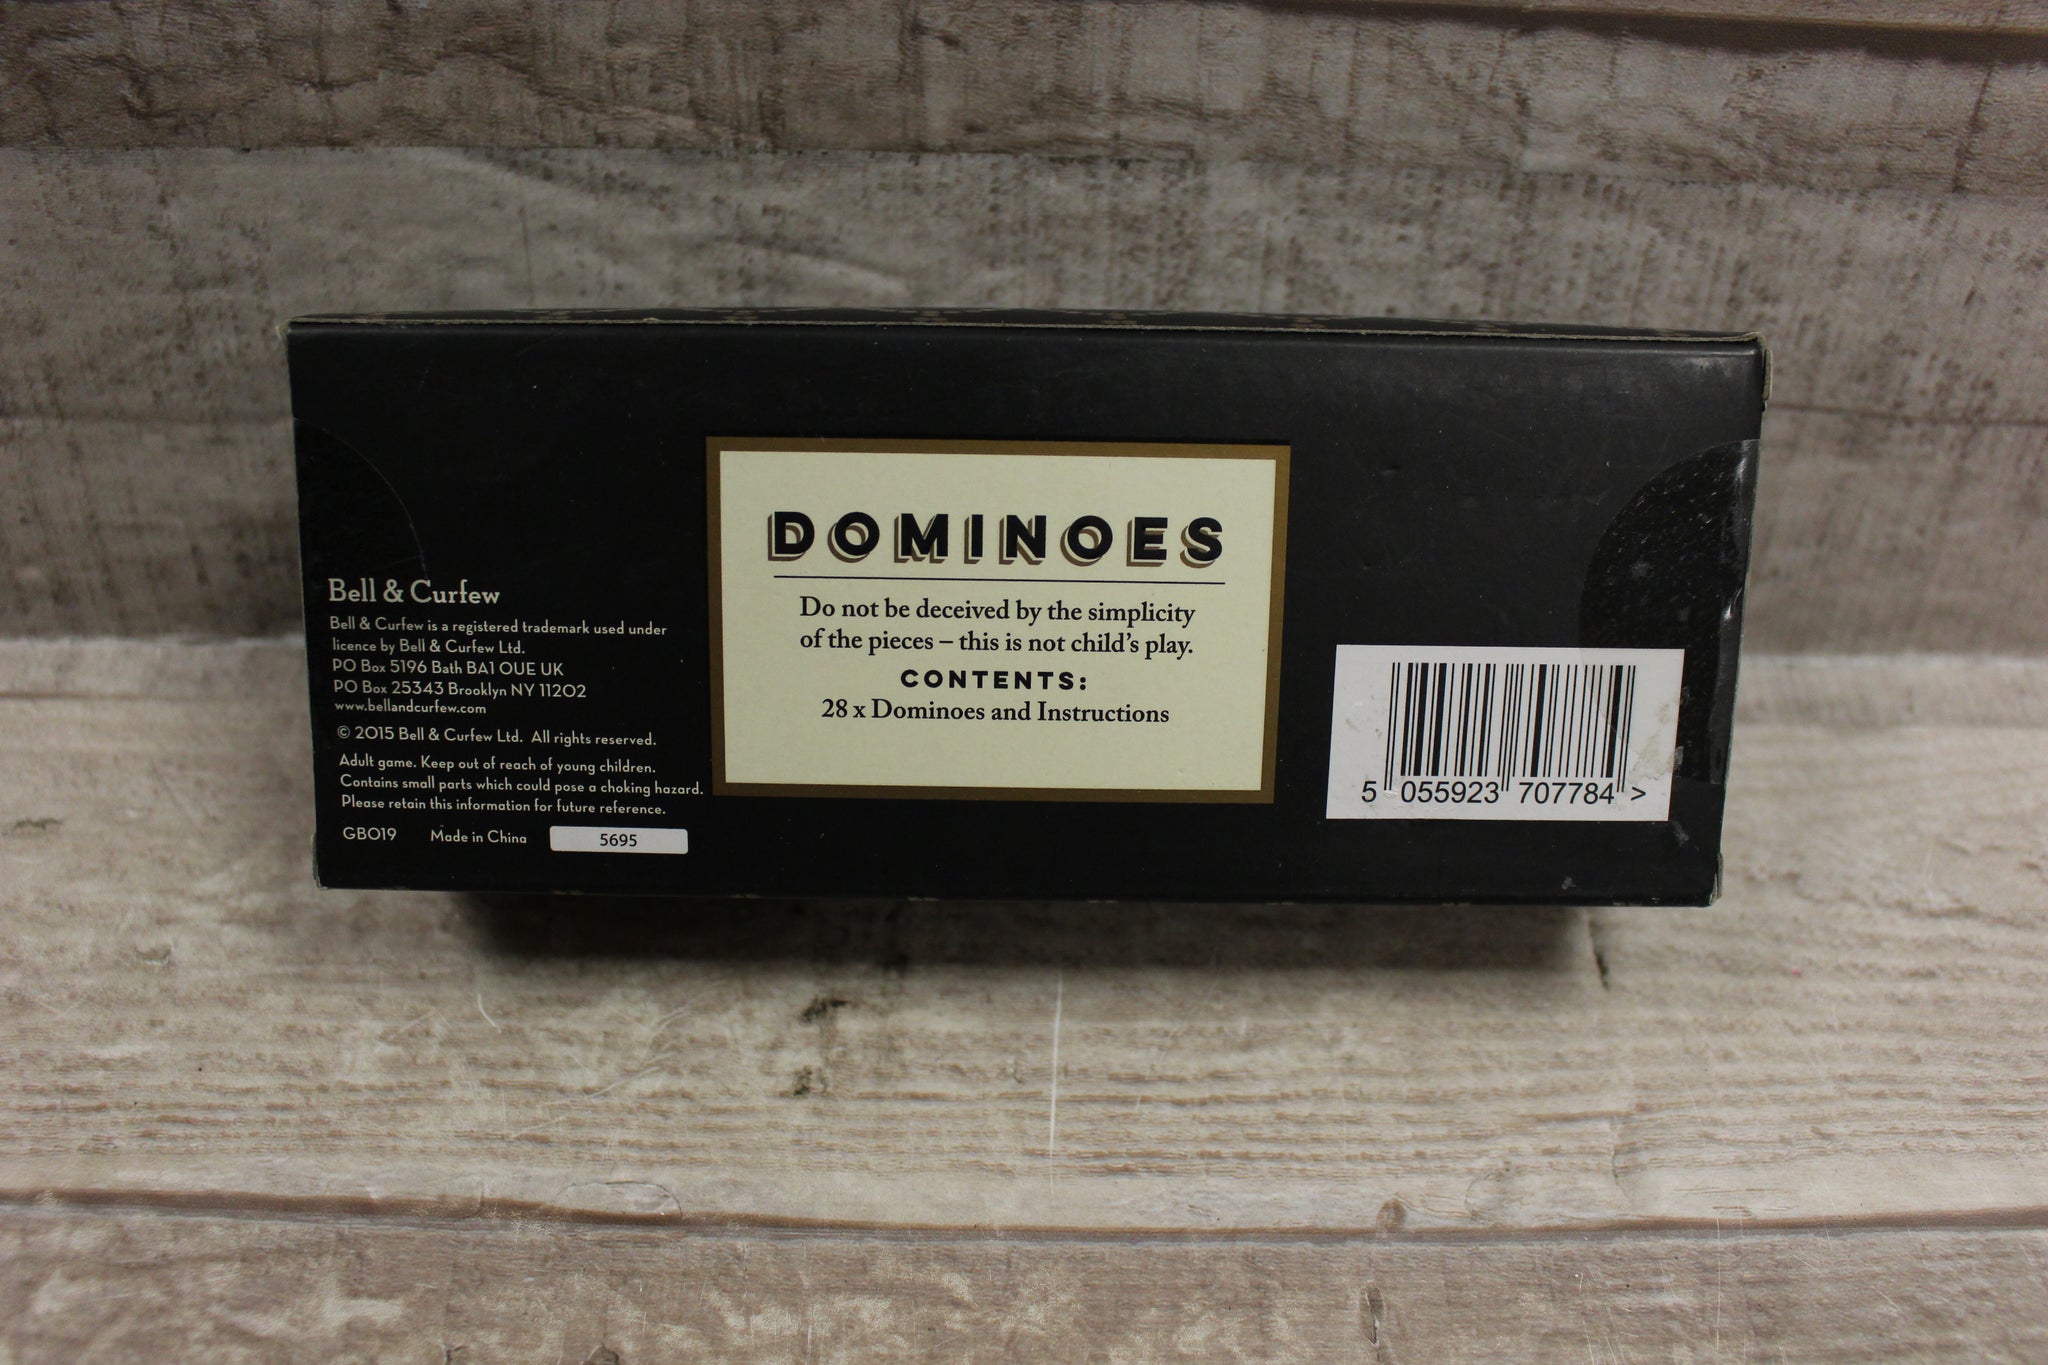 Bell & Curfew
Bell & Curfew is a registered trademark used under
licence by Bell & Curfew Ltd.
PO Box 5196 Bath BA1 OUE UK
PO Box 25343 Brooklyn NY 11202
www.bellandcurfew.com
© 2015 Bell & Curfew Ltd. All rights reserved.
Adult game. Keep out of reach of young children.
Contains small parts which could pose a choking hazard.
Please retain this information for future reference.
GB019 Made in China 5695
DOMINOES
Do not be deceived by the simplicity
of the pieces – this is not child's play.
CONTENTS:
28 x Dominoes and Instructions
5 055923 707784 >